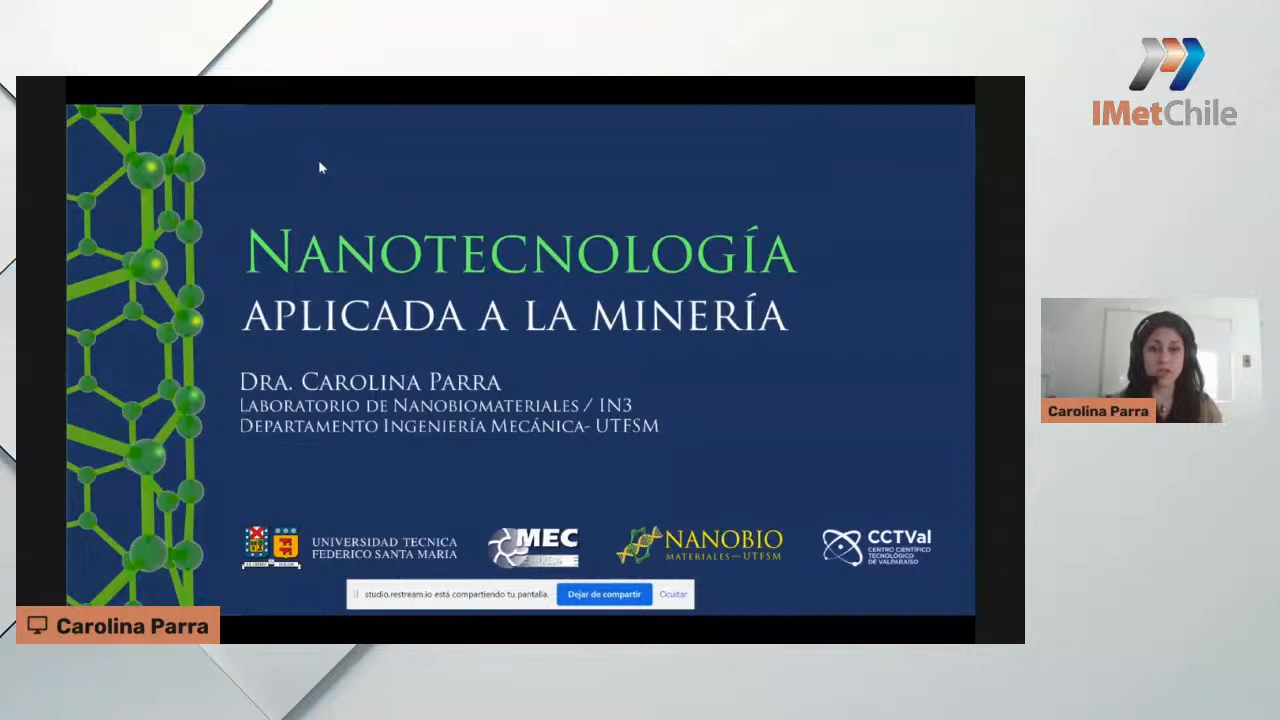 IMetChile
NANOTECNOLOGÍA
APLICADA A LA MINERÍA
DRA. CAROLINA PARRA
LABORATORIO DE NANOBIOMATERIALES / IN3
DEPARTAMENTO INGENIERÍA MECÁNICA- UTFSM
UNIVERSIDAD TECNICA
FEDERICO SANTA MARIA
MEC
NANOBIO
MATERIALES—UTFSM
CCTVal
CENTRO CIENTÍFICO
TECNOLÓGICO
DE VALPARAÍSO
studio.restream.io está compartiendo tu pantalla.
Dejar de compartir
Ocultar
Carolina Parra
Carolina Parra